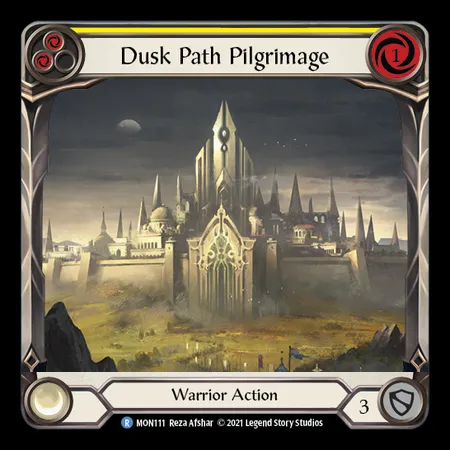 1
Dusk Path Pilgrimage
Warrior Action
3
R MON111 Reza Afshar © 2021 Legend Story Studios